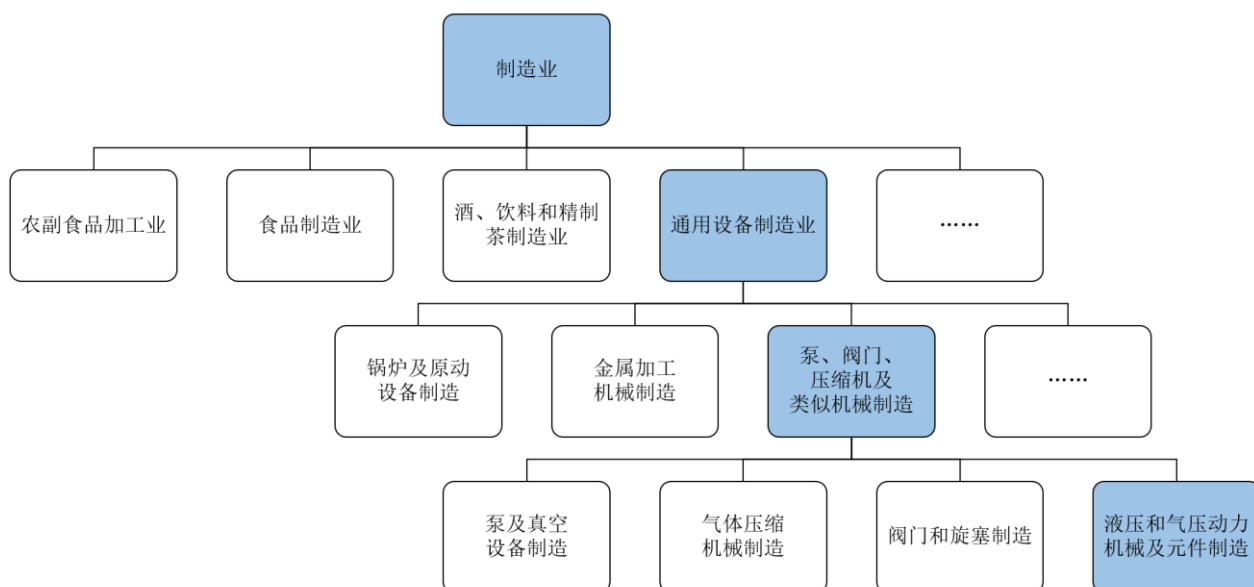 制造业
农副食品加工业
食品制造业
酒、饮料和精制
茶制造业
通用设备制造业
……
锅炉及原动
设备制造
金属加工
机械制造
泵、阀门、
压缩机及
类似机械制造
……
泵及真空
设备制造
气体压缩
机械制造
阀门和旋塞制造
液压和气压动力
机械及元件制造